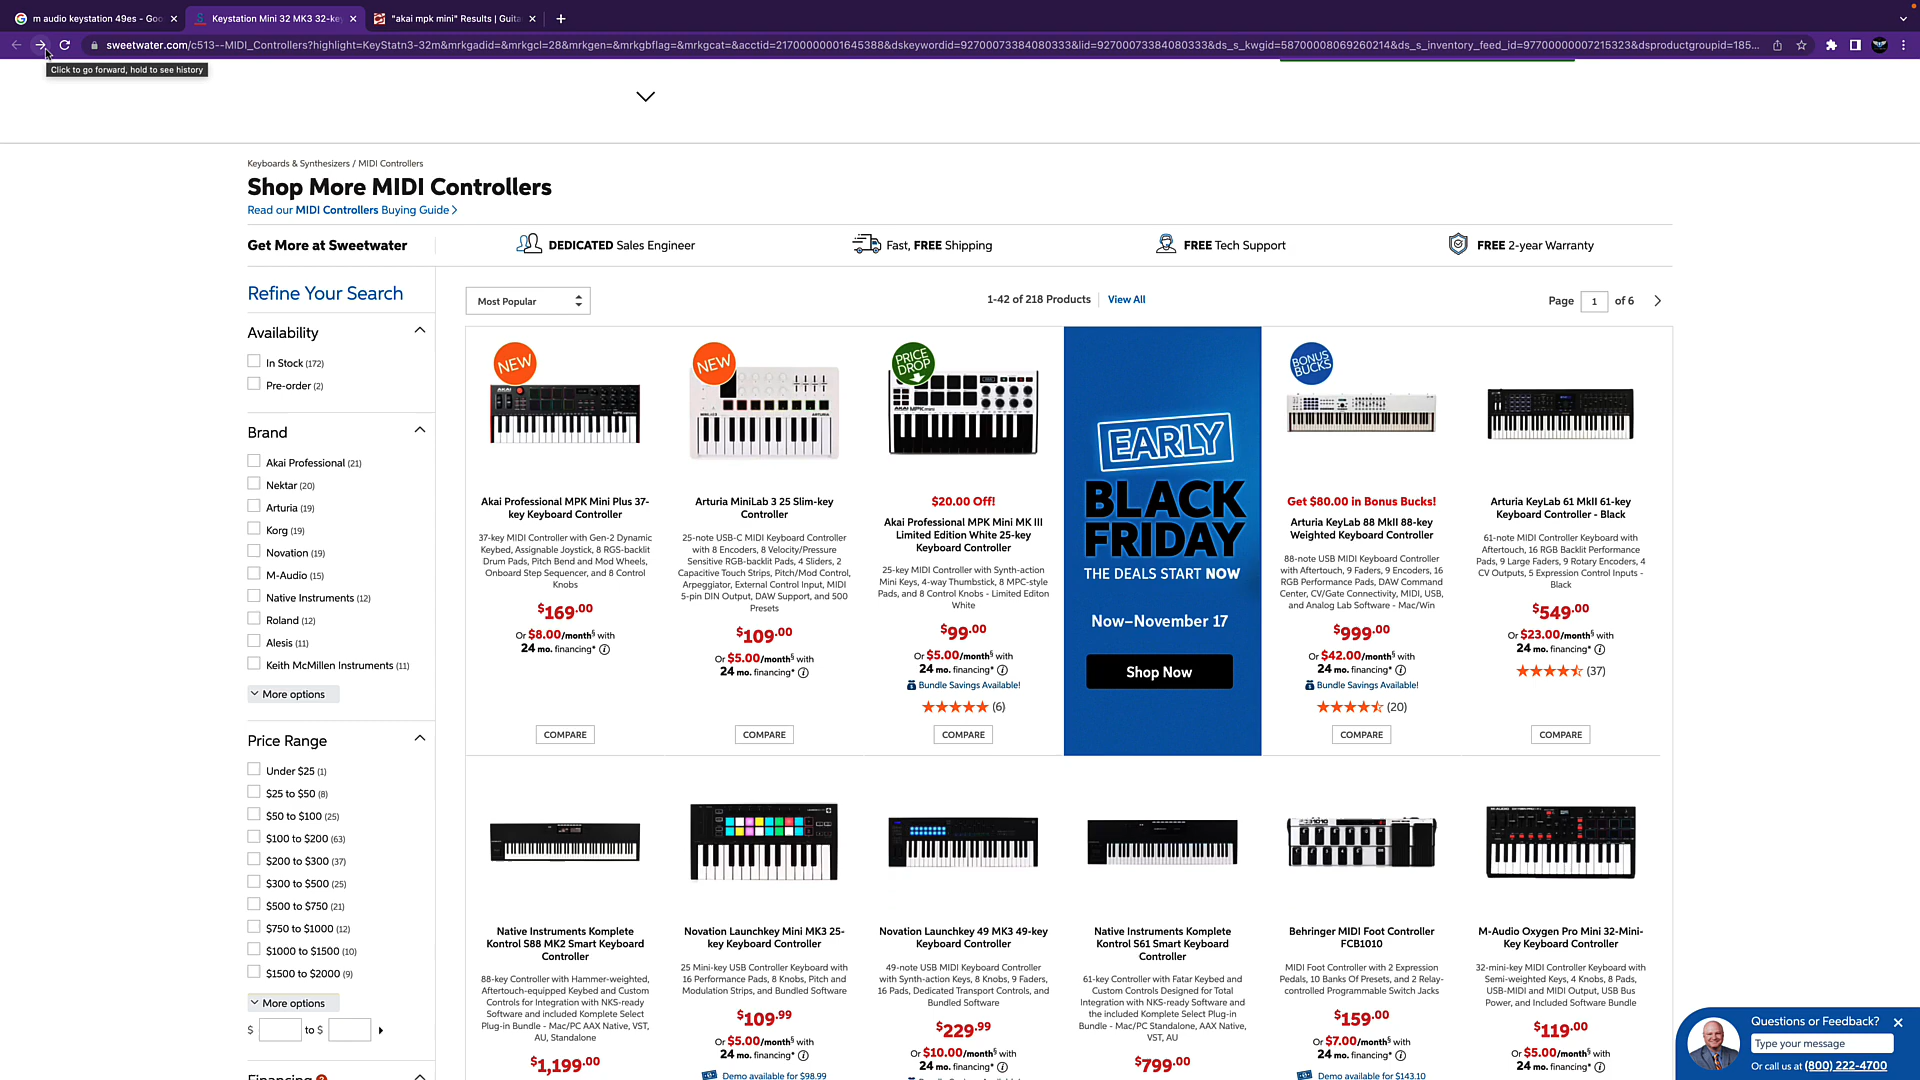 m audio keystation 49es - Goo
Keystation Mini 32 MK3 32-key
"akai mpk mini" Results | Guita
sweetwater.com/c513--MIDI_Controllers?highlight=KeyStatn3-32m&mrkgadid=&mrkgcl=28&mrkgen=&mrkgbflag=&mrkgcat=&acctid=21700000001645388&dskeywordid=92700073384080333&lid=92700073384080333&ds_s_kwgid=58700008069260214&ds_s_inventory_feed_id=97700000007215323&dsproductgroupid=185...
Click to go forward, hold to see history
Keyboards & Synthesizers / MIDI Controllers
Shop More MIDI Controllers
Read our MIDI Controllers Buying Guide
Get More at Sweetwater
DEDICATED Sales Engineer
Fast, FREE Shipping
FREE Tech Support
FREE 2-year Warranty
Refine Your Search
Availability
In Stock (172)
Pre-order (2)
Brand
Akai Professional (21)
Nektar (20)
Arturia (19)
Korg (19)
Novation (19)
M-Audio (15)
Native Instruments (12)
Roland (12)
Alesis (11)
Keith McMillen Instruments (11)
More options
Price Range
Under $25 (1)
$25 to $50 (8)
$50 to $100 (25)
$100 to $200 (63)
$200 to $300 (37)
$300 to $500 (25)
$500 to $750 (21)
$750 to $1000 (12)
$1000 to $1500 (10)
$1500 to $2000 (9)
More options
$ to $
Financing
Most Popular
1-42 of 218 Products
View All
Page 1 of 6
NEW
Akai Professional MPK Mini Plus 37-
key Keyboard Controller
37-key MIDI Controller with Gen-2 Dynamic
Keybed, Assignable Joystick, 8 RGS-backlit
Drum Pads, Pitch Bend and Mod Wheels,
Onboard Step Sequencer, and 8 Control
Knobs
$169.00
Or $8.00/month§ with
24 mo. financing*
COMPARE
NEW
Arturia MiniLab 3 25 Slim-key
Controller
25-note USB-C MIDI Keyboard Controller
with 8 Encoders, 8 Velocity/Pressure
Sensitive RGB-backlit Pads, 4 Sliders, 2
Capacitive Touch Strips, Pitch/Mod Control,
Arpeggiator, External Control Input, MIDI
5-pin DIN Output, DAW Support, and 500
Presets
$109.00
Or $5.00/month§ with
24 mo. financing*
COMPARE
PRICE
DROP
$20.00 Off!
Akai Professional MPK Mini MK III
Limited Edition White 25-key
Keyboard Controller
25-key MIDI Controller with Synth-action
Mini Keys, 4-way Thumbstick, 8 MPC-style
Pads, and 8 Control Knobs - Limited Editon
White
$99.00
Or $5.00/month§ with
24 mo. financing*
Bundle Savings Available!
(6)
COMPARE
EARLY
BLACK
FRIDAY
THE DEALS START NOW
Now–November 17
Shop Now
BONUS
BUCKS
Get $80.00 in Bonus Bucks!
Arturia KeyLab 88 MkII 88-key
Weighted Keyboard Controller
88-note USB MIDI Keyboard Controller
with Aftertouch, 9 Faders, 9 Encoders, 16
RGB Performance Pads, DAW Command
Center, CV/Gate Connectivity, MIDI, USB,
and Analog Lab Software - Mac/Win
$999.00
Or $42.00/month§ with
24 mo. financing*
Bundle Savings Available!
(20)
COMPARE
Arturia KeyLab 61 MkII 61-key
Keyboard Controller - Black
61-note MIDI Controller Keyboard with
Aftertouch, 16 RGB Backlit Performance
Pads, 9 Large Faders, 9 Rotary Encoders, 4
CV Outputs, 5 Expression Control Inputs -
Black
$549.00
Or $23.00/month§ with
24 mo. financing*
(37)
COMPARE
Native Instruments Komplete
Kontrol S88 MK2 Smart Keyboard
Controller
88-key Controller with Hammer-weighted,
Aftertouch-equipped Keybed and Custom
Controls for Integration with NKS-ready
Software and included Komplete Select
Plug-in Bundle - Mac/PC AAX Native, VST,
AU, Standalone
$1,199.00
Novation Launchkey Mini MK3 25-
key Keyboard Controller
25 Mini-key USB Controller Keyboard with
16 Performance Pads, 8 Knobs, Pitch and
Modulation Strips, and Bundled Software
$109.99
Or $5.00/month§ with
24 mo. financing*
Demo available for $98.99
Novation Launchkey 49 MK3 49-key
Keyboard Controller
49-note USB MIDI Keyboard Controller
with Synth-action Keys, 8 Knobs, 9 Faders,
16 Pads, Dedicated Transport Controls, and
Bundled Software
$229.99
Or $10.00/month§ with
24 mo. financing*
Native Instruments Komplete
Kontrol S61 Smart Keyboard
Controller
61-key Controller with Fatar Keybed and
Custom Controls Designed for Total
Integration with NKS-ready Software and
the included Komplete Select Plug-in
Bundle - Mac/PC Standalone, AAX Native,
VST, AU
$799.00
Behringer MIDI Foot Controller
FCB1010
MIDI Foot Controller with 2 Expression
Pedals, 10 Banks Of Presets, and 2 Relay-
controlled Programmable Switch Jacks
$159.00
Or $7.00/month§ with
24 mo. financing*
Demo available for $143.10
M-Audio Oxygen Pro Mini 32-Mini-
Key Keyboard Controller
32-mini-key MIDI Controller Keyboard with
Semi-weighted Keys, 4 Knobs, 8 Pads,
USB-MIDI and MIDI Output, USB Bus
Power, and Included Software Bundle
$119.00
Or $5.00/month§ with
24 mo. financing*
Questions or Feedback?
Type your message
Or call us at (800) 222-4700